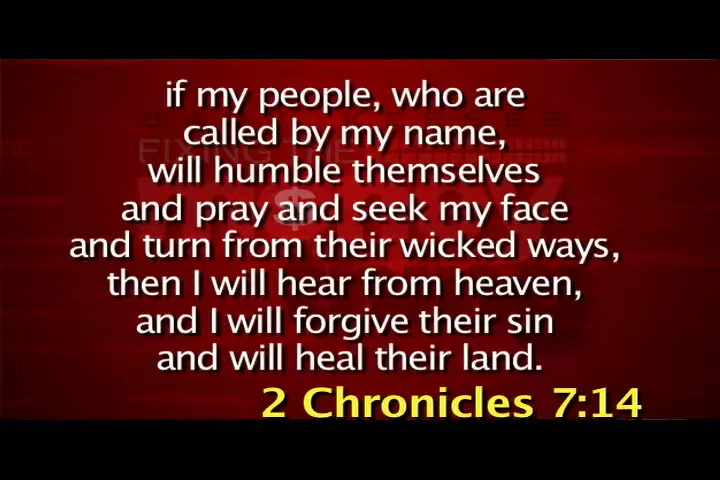 if my people, who are
called by my name,
will humble themselves
and pray and seek my face
and turn from their wicked ways,
then I will hear from heaven,
and I will forgive their sin
and will heal their land.
2 Chronicles 7:14
FIXING THE
$